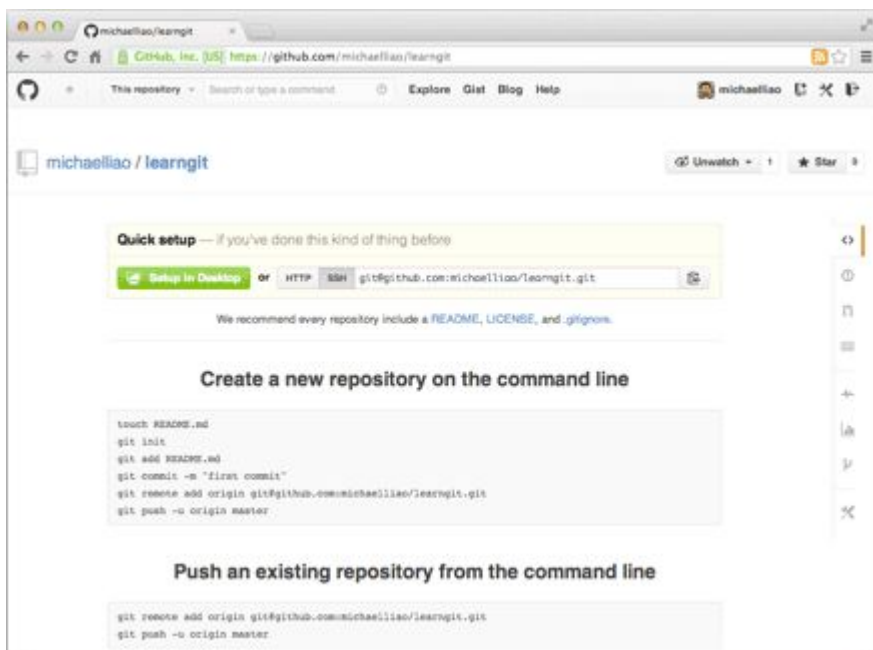 michaelliao/learngit
GitHub, Inc. [US] https://github.com/michaelliao/learngit
This repository Search or type a command Explore Gist Blog Help michaelliao
michaelliao / learngit
Unwatch 1 Star 0
Quick setup — if you've done this kind of thing before
Setup in Desktop or HTTP SSH git@github.com:michaelliao/learngit.git
We recommend every repository include a README, LICENSE, and .gitignore.
Create a new repository on the command line
touch README.md
git init
git add README.md
git commit -m "first commit"
git remote add origin git@github.com:michaelliao/learngit.git
git push -u origin master
Push an existing repository from the command line
git remote add origin git@github.com:michaelliao/learngit.git
git push -u origin master